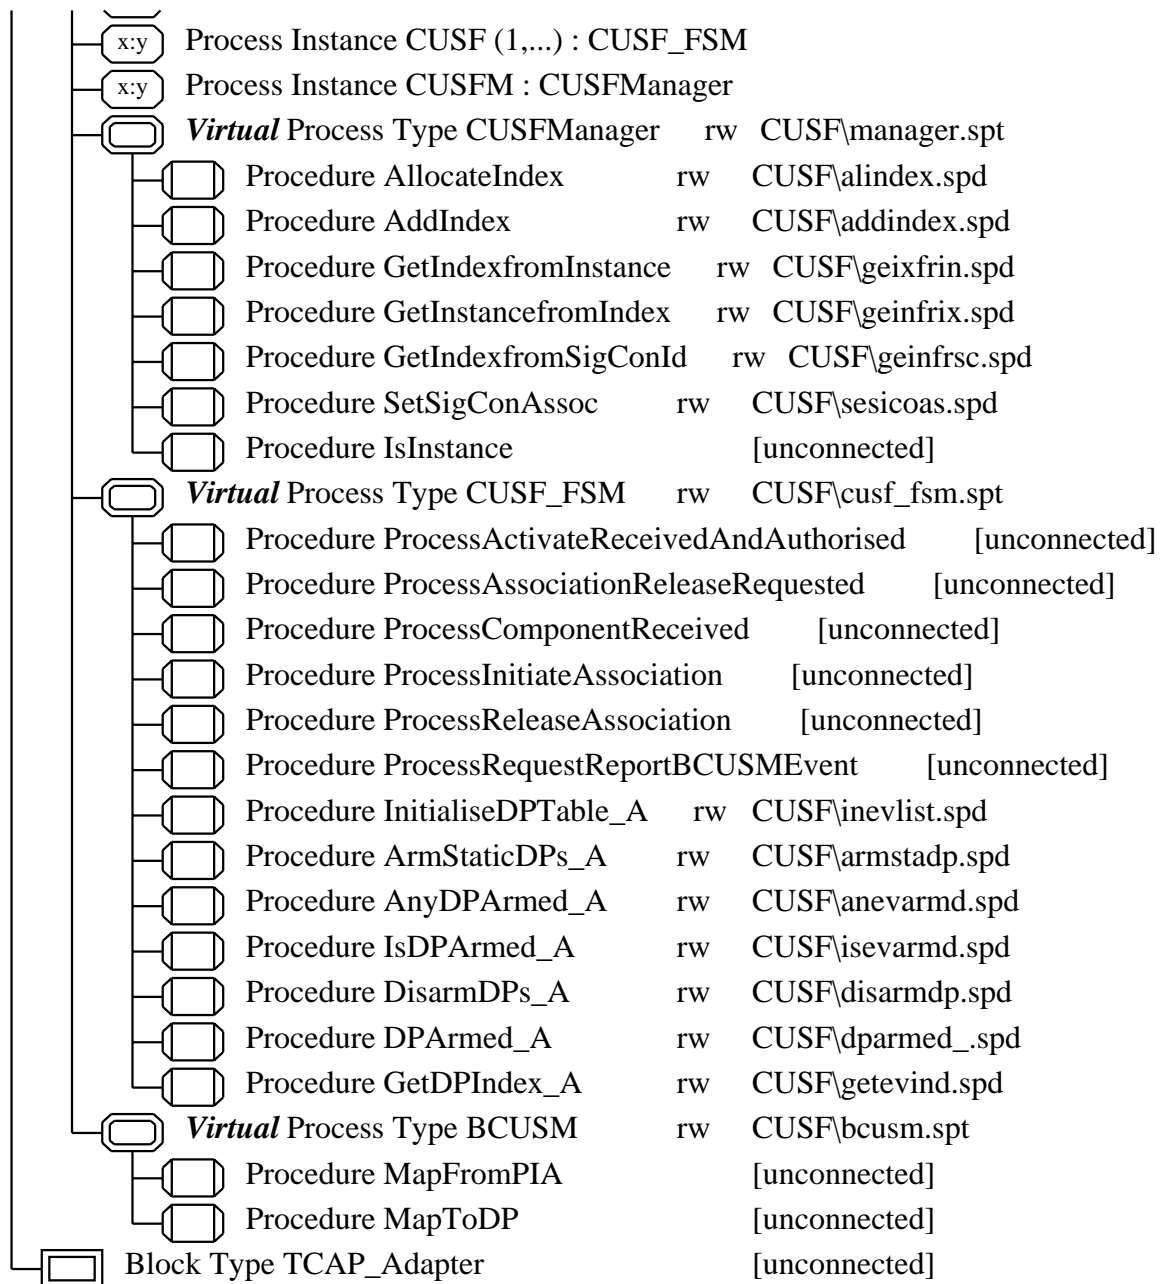 x:y Process Instance CUSF (1,...) : CUSF_FSM
x:y Process Instance CUSFM : CUSFManager
Virtual Process Type CUSFManager rw CUSF\manager.spt
Procedure AllocateIndex rw CUSF\alindex.spd
Procedure AddIndex rw CUSF\addindex.spd
Procedure GetIndexfromInstance rw CUSF\geixfrin.spd
Procedure GetInstancefromIndex rw CUSF\geinfrix.spd
Procedure GetIndexfromSigConId rw CUSF\geinfrsc.spd
Procedure SetSigConAssoc rw CUSF\sesicoas.spd
Procedure IsInstance [unconnected]
Virtual Process Type CUSF_FSM rw CUSF\cusf_fsm.spt
Procedure ProcessActivateReceivedAndAuthorised [unconnected]
Procedure ProcessAssociationReleaseRequested [unconnected]
Procedure ProcessComponentReceived [unconnected]
Procedure ProcessInitiateAssociation [unconnected]
Procedure ProcessReleaseAssociation [unconnected]
Procedure ProcessRequestReportBCUSMEvent [unconnected]
Procedure InitialiseDPTable_A rw CUSF\inevlist.spd
Procedure ArmStaticDPs_A rw CUSF\armstadp.spd
Procedure AnyDPArmed_A rw CUSF\anevarmd.spd
Procedure IsDPArmed_A rw CUSF\isevarmd.spd
Procedure DisarmDPs_A rw CUSF\disarmdp.spd
Procedure DPArmed_A rw CUSF\dparmed_.spd
Procedure GetDPIndex_A rw CUSF\getevind.spd
Virtual Process Type BCUSM rw CUSF\bcusm.spt
Procedure MapFromPIA [unconnected]
Procedure MapToDP [unconnected]
Block Type TCAP_Adapter [unconnected]